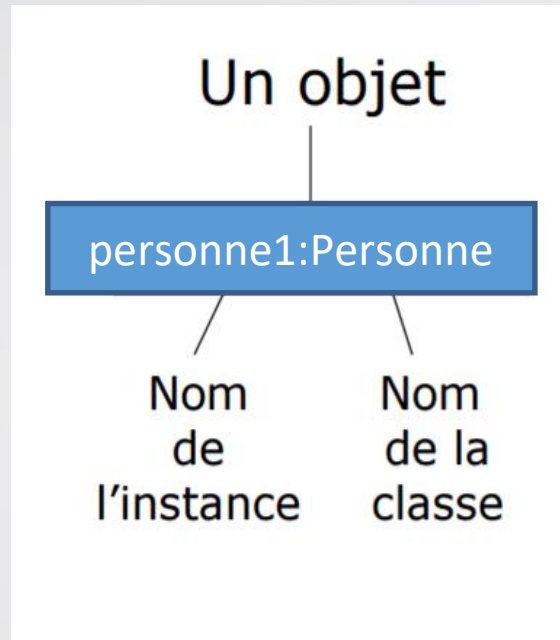 Un objet
personne1:Personne
Nom
de
l'instance
Nom
de la
classe